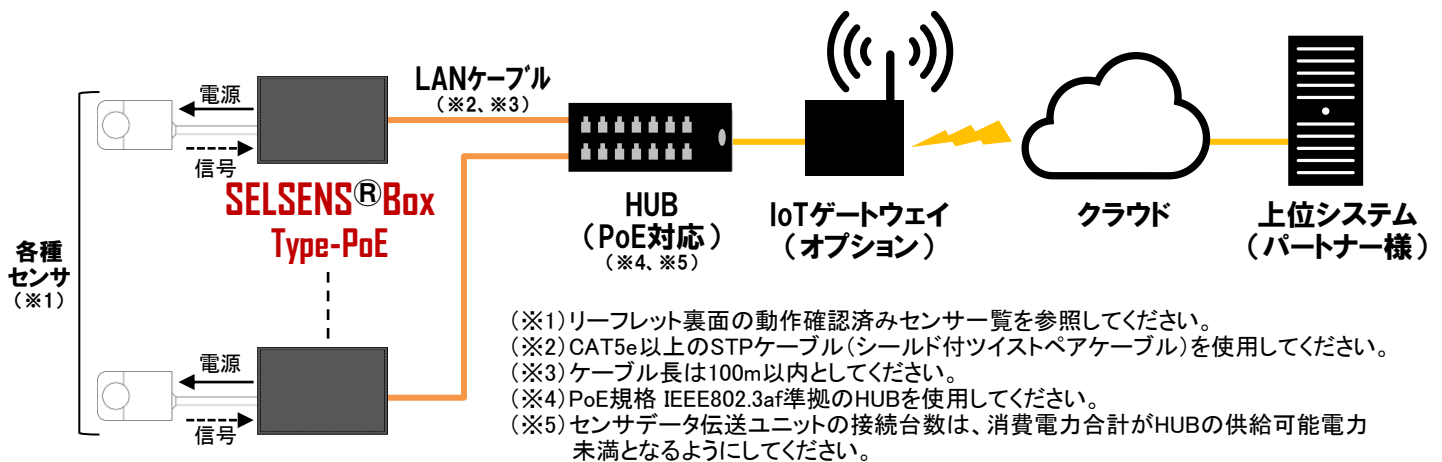 各種
センサ
（※1）
電源
信号
SELSENS®Box
Type-PoE
電源
信号
LANケーブル
（※2、※3）
HUB
（PoE対応）
（※4、※5）
IoTゲートウェイ
（オプション）
クラウド
上位システム
（パートナー様）
（※1）リーフレット裏面の動作確認済みセンサ一覧を参照してください。
（※2）CAT5e以上のSTPケーブル（シールド付ツイストペアケーブル）を使用してください。
（※3）ケーブル長は100m以内としてください。
（※4）PoE規格 IEEE802.3af準拠のHUBを使用してください。
（※5）センサデータ伝送ユニットの接続台数は、消費電力合計がHUBの供給可能電力
未満となるようにしてください。